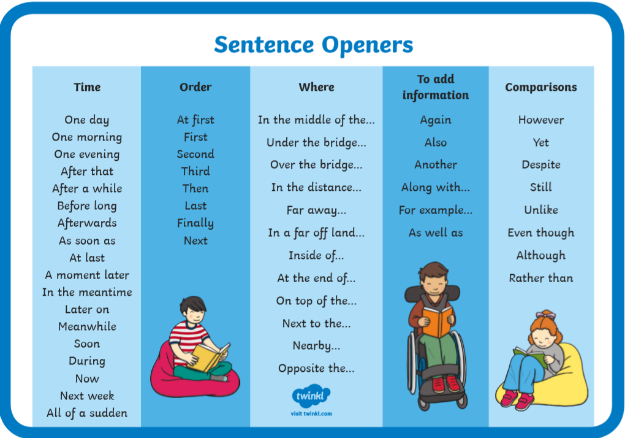 Sentence Openers
Time
One day
One morning
One evening
After that
After a while
Before long
Afterwards
As soon as
At last
A moment later
In the meantime
Later on
Meanwhile
Soon
During
Now
Next week
All of a sudden
Order
At first
First
Second
Third
Then
Last
Finally
Next
Where
In the middle of the...
Under the bridge...
Over the bridge...
In the distance...
Far away...
In a far off land...
Inside of...
At the end of...
On top of the...
Next to the...
Nearby...
Opposite the...
twinkl
visit twinkl.com
To add
information
Again
Also
Another
Along with...
For example...
As well as
Comparisons
However
Yet
Despite
Still
Unlike
Even though
Although
Rather than